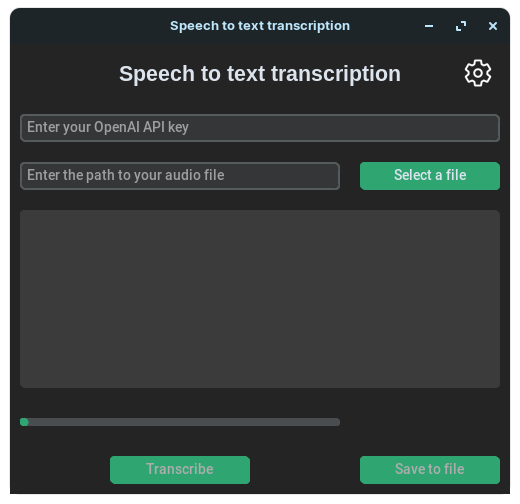 Speech to text transcription
Speech to text transcription
Enter your OpenAI API key
Enter the path to your audio file
Select a file
Transcribe
Save to file